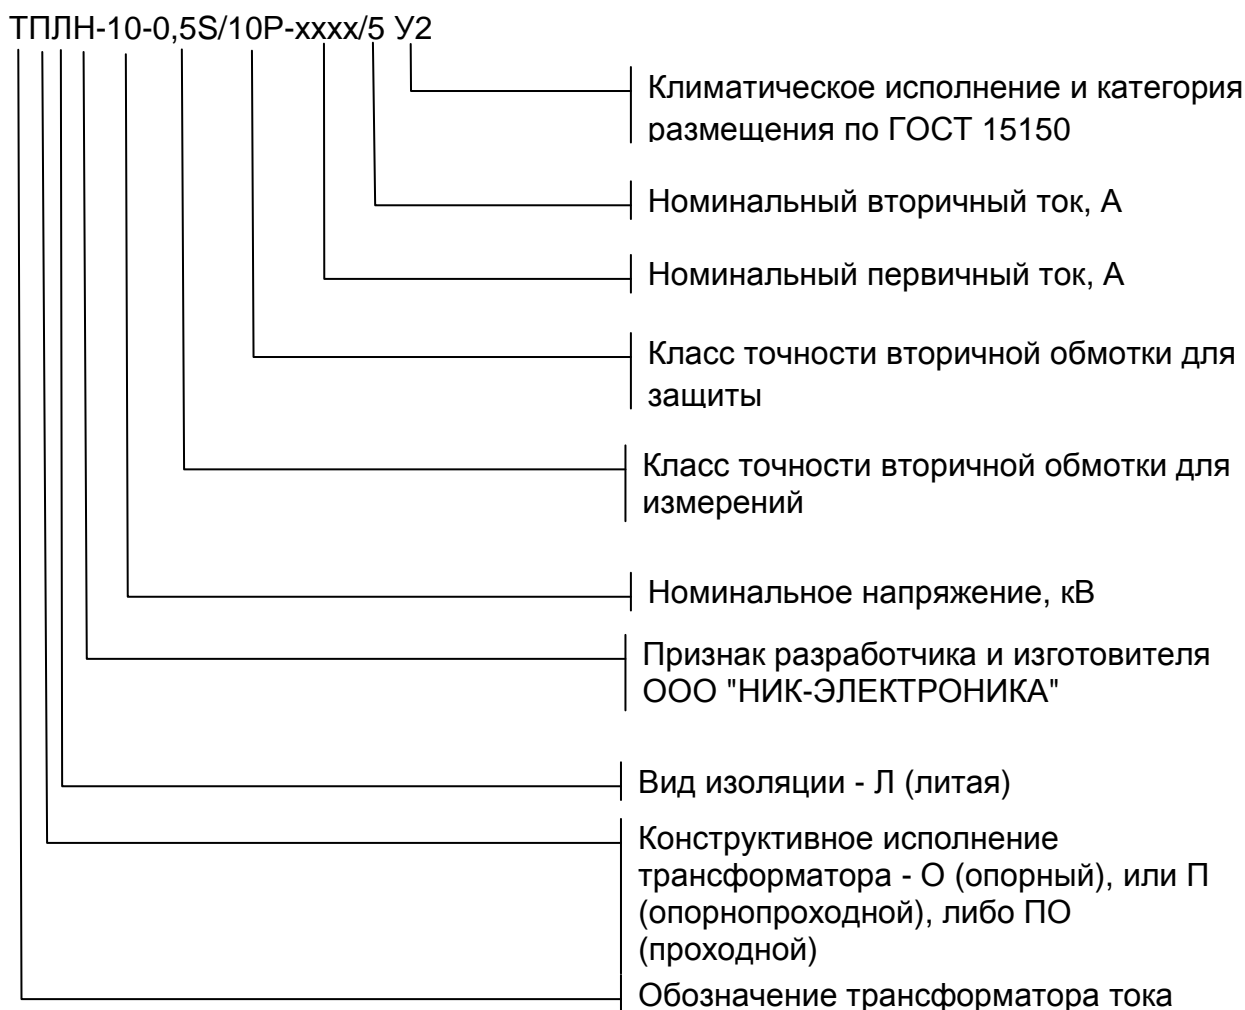 ТПЛН-10-0,5S/10Р-хххх/5 У2
Климатическое исполнение и категория
размещения по ГОСТ 15150
Номинальный вторичный ток, А
Номинальный первичный ток, А
Класс точности вторичной обмотки для
защиты
Класс точности вторичной обмотки для
измерений
Номинальное напряжение, кВ
Признак разработчика и изготовителя
ООО "НИК-ЭЛЕКТРОНИКА"
Вид изоляции - Л (литая)
Конструктивное исполнение
трансформатора - О (опорный), или П
(опорнопроходной), либо ПО
(проходной)
Обозначение трансформатора тока